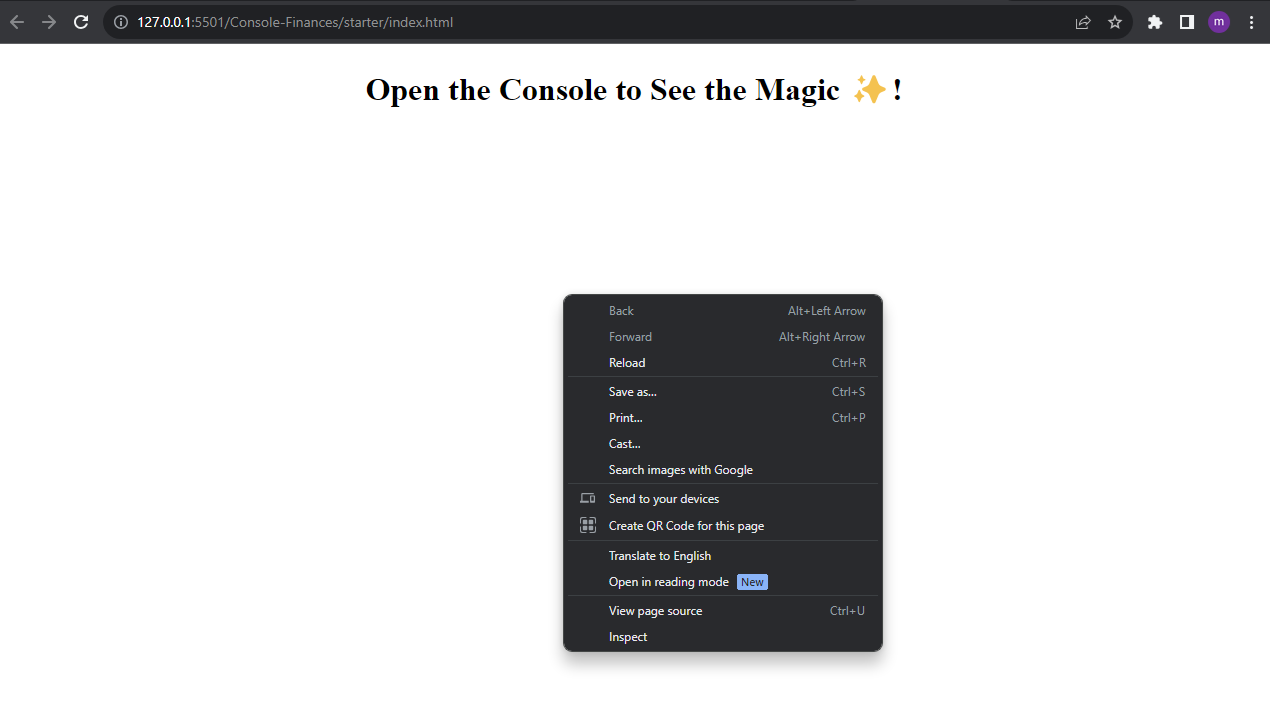 127.0.0.1:5501/Console-Finances/starter/index.html
m
Open the Console to See the Magic ✨!
Back Alt+Left Arrow
Forward Alt+Right Arrow
Reload Ctrl+R
Save as... Ctrl+S
Print... Ctrl+P
Cast...
Search images with Google
Send to your devices
Create QR Code for this page
Translate to English
Open in reading mode New
View page source Ctrl+U
Inspect